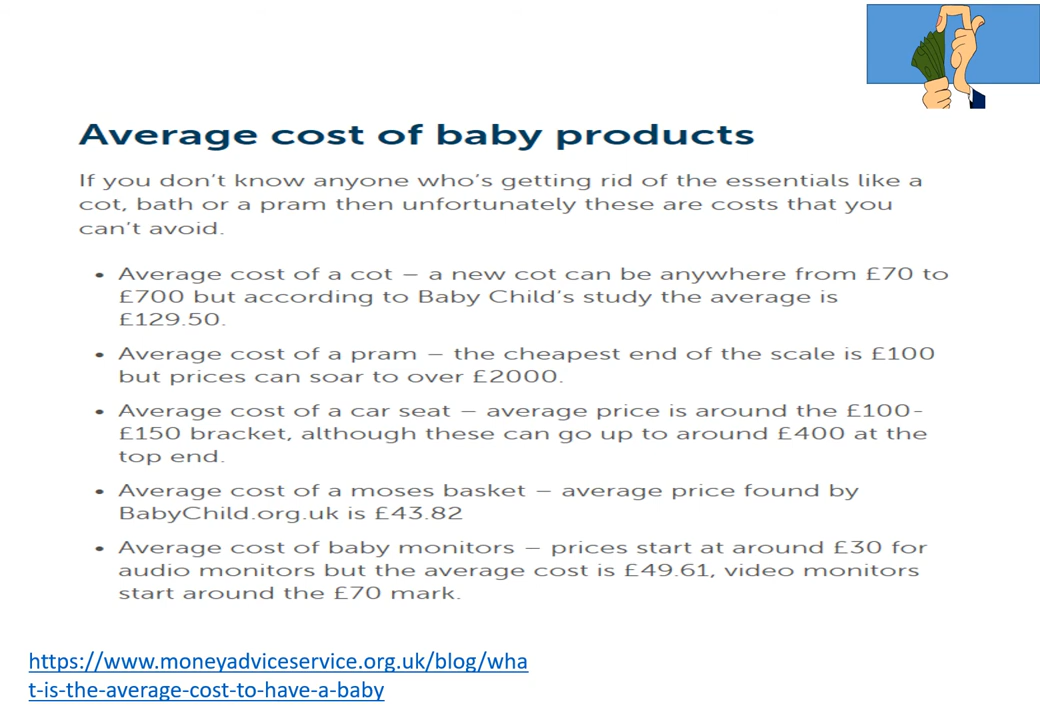 Average cost of baby products
If you don't know anyone who's getting rid of the essentials like a
cot, bath or a pram then unfortunately these are costs that you
can't avoid.
• Average cost of a cot – a new cot can be anywhere from £70 to
£700 but according to Baby Child's study the average is
£129.50.
• Average cost of a pram – the cheapest end of the scale is £100
but prices can soar to over £2000.
• Average cost of a car seat – average price is around the £100-
£150 bracket, although these can go up to around £400 at the
top end.
• Average cost of a moses basket – average price found by
BabyChild.org.uk is £43.82
• Average cost of baby monitors – prices start at around £30 for
audio monitors but the average cost is £49.61, video monitors
start around the £70 mark.
https://www.moneyadviceservice.org.uk/blog/wha
t-is-the-average-cost-to-have-a-baby